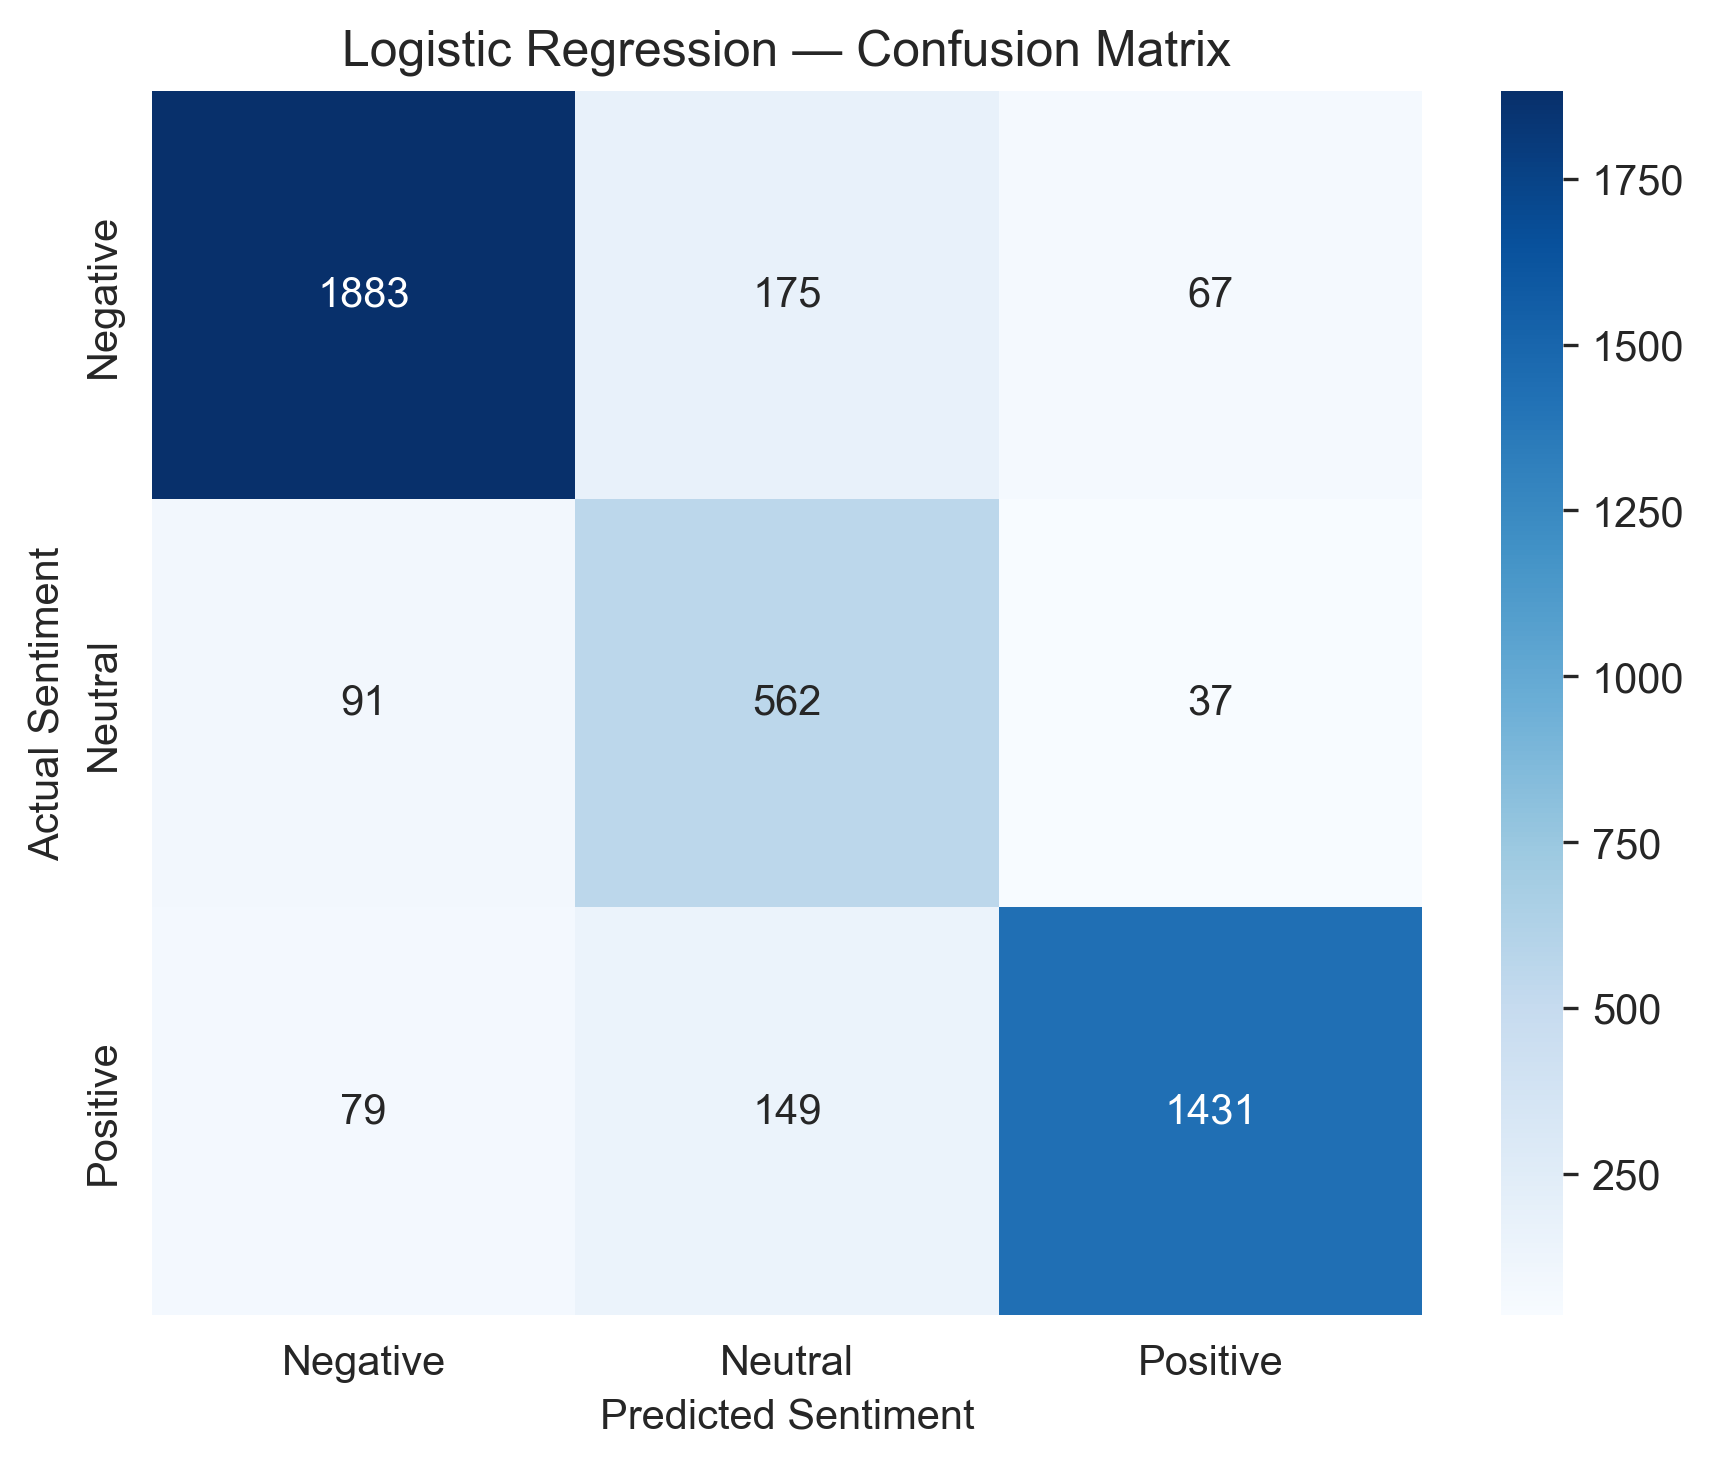 Logistic Regression — Confusion Matrix
Actual Sentiment
Negative
1883
175
67
Neutral
91
562
37
Positive
79
149
1431
Negative
Neutral
Positive
Predicted Sentiment
1750
1500
1250
1000
750
500
250